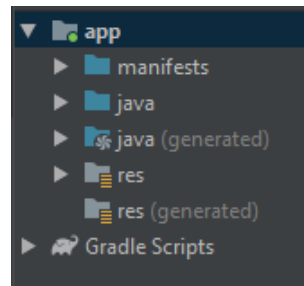 app
manifests
java
java (generated)
res
res (generated)
Gradle Scripts